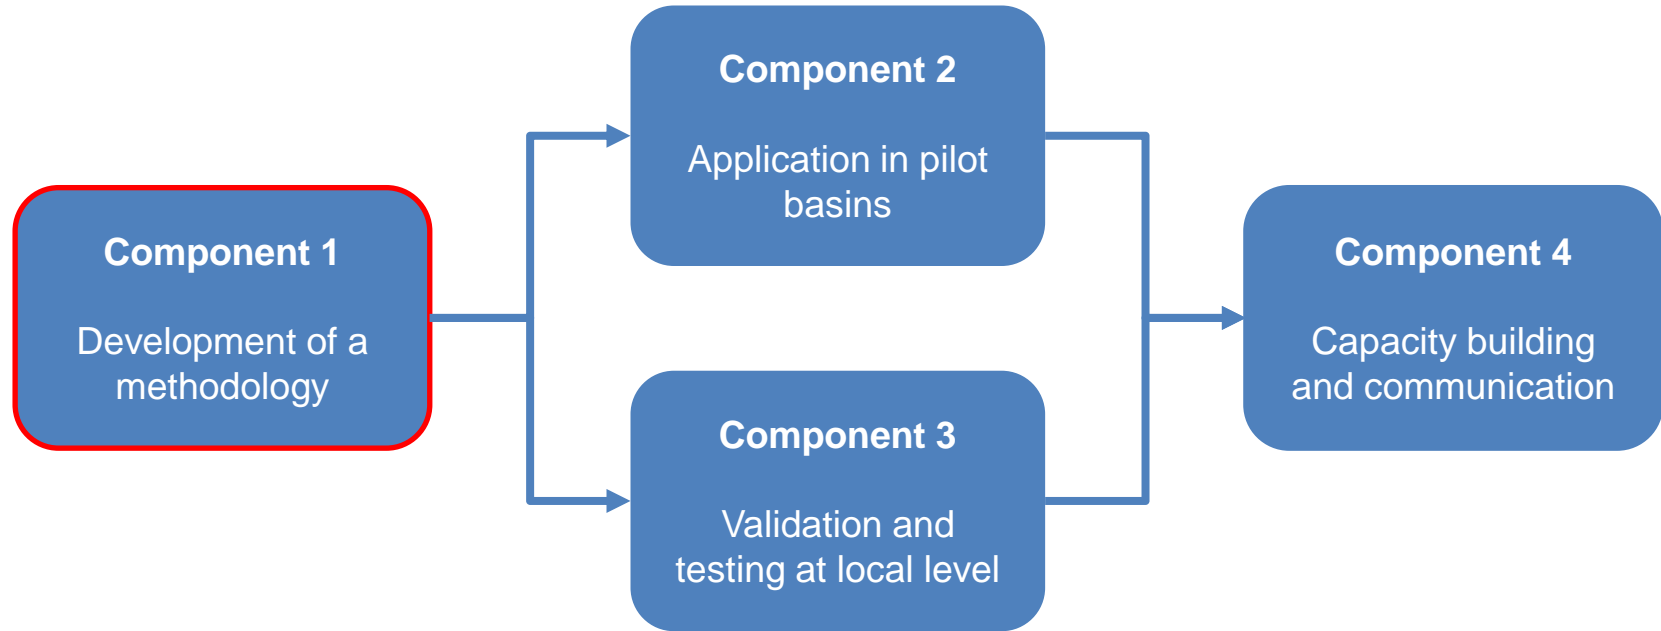 Component 1
Development of a
methodology
Component 2
Application in pilot
basins
Component 3
Validation and
testing at local level
Component 4
Capacity building
and communication